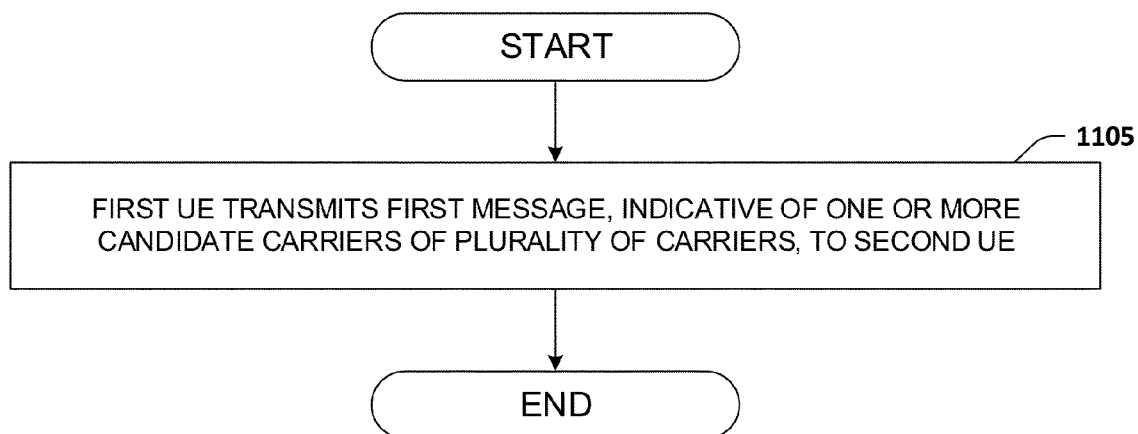 START
1105
FIRST UE TRANSMITS FIRST MESSAGE, INDICATIVE OF ONE OR MORE
CANDIDATE CARRIERS OF PLURALITY OF CARRIERS, TO SECOND UE
END